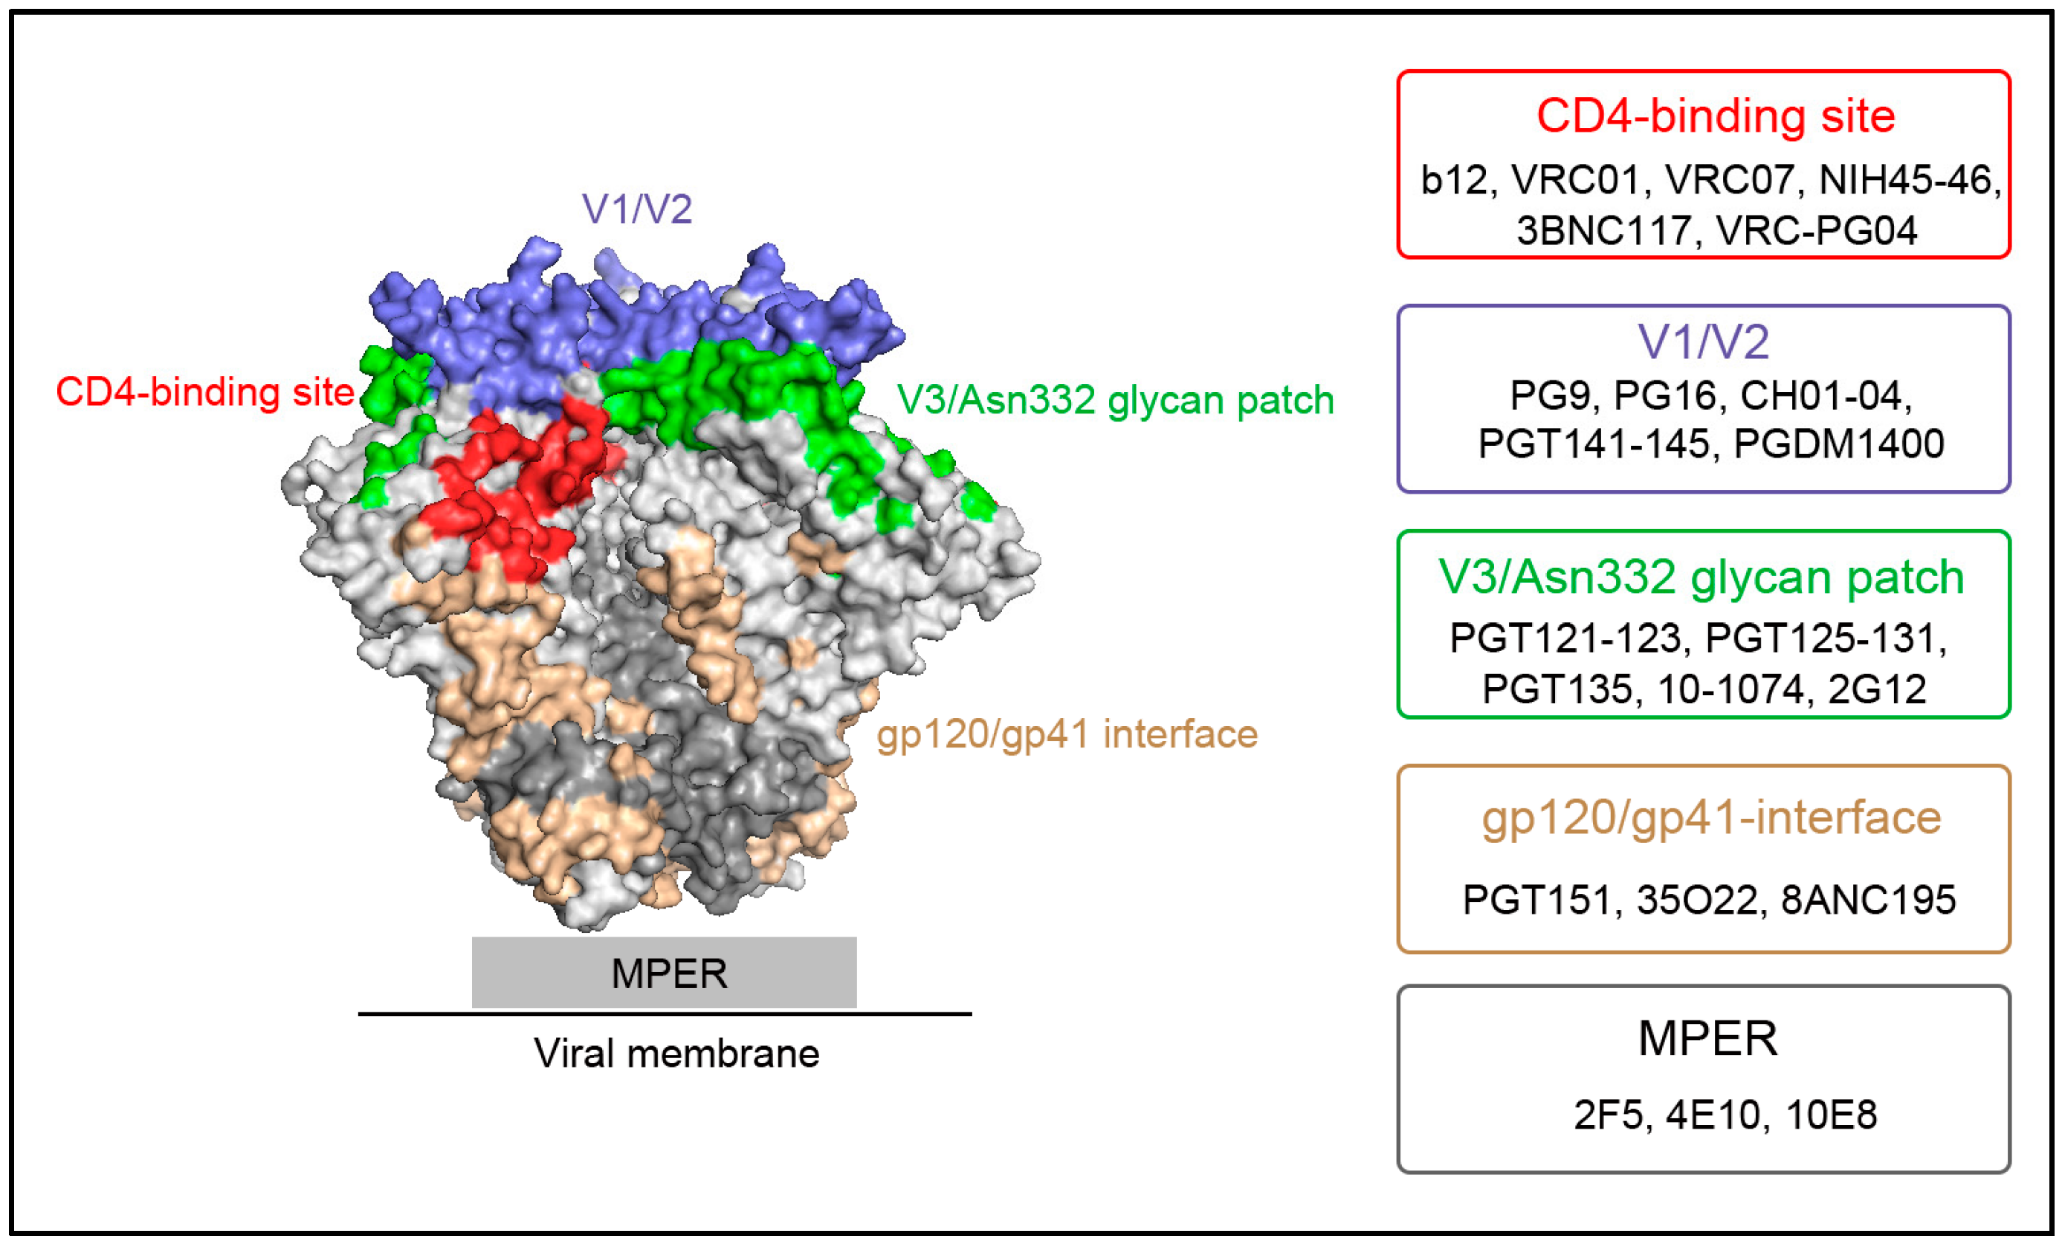 V1/V2
CD4-binding site
V3/Asn332 glycan patch
gp120/gp41 interface
MPER
Viral membrane
CD4-binding site
b12, VRC01, VRC07, NIH45-46,
3BNC117, VRC-PG04
V1/V2
PG9, PG16, CH01-04,
PGT141-145, PGDM1400
V3/Asn332 glycan patch
PGT121-123, PGT125-131,
PGT135, 10-1074, 2G12
gp120/gp41-interface
PGT151, 35O22, 8ANC195
MPER
2F5, 4E10, 10E8